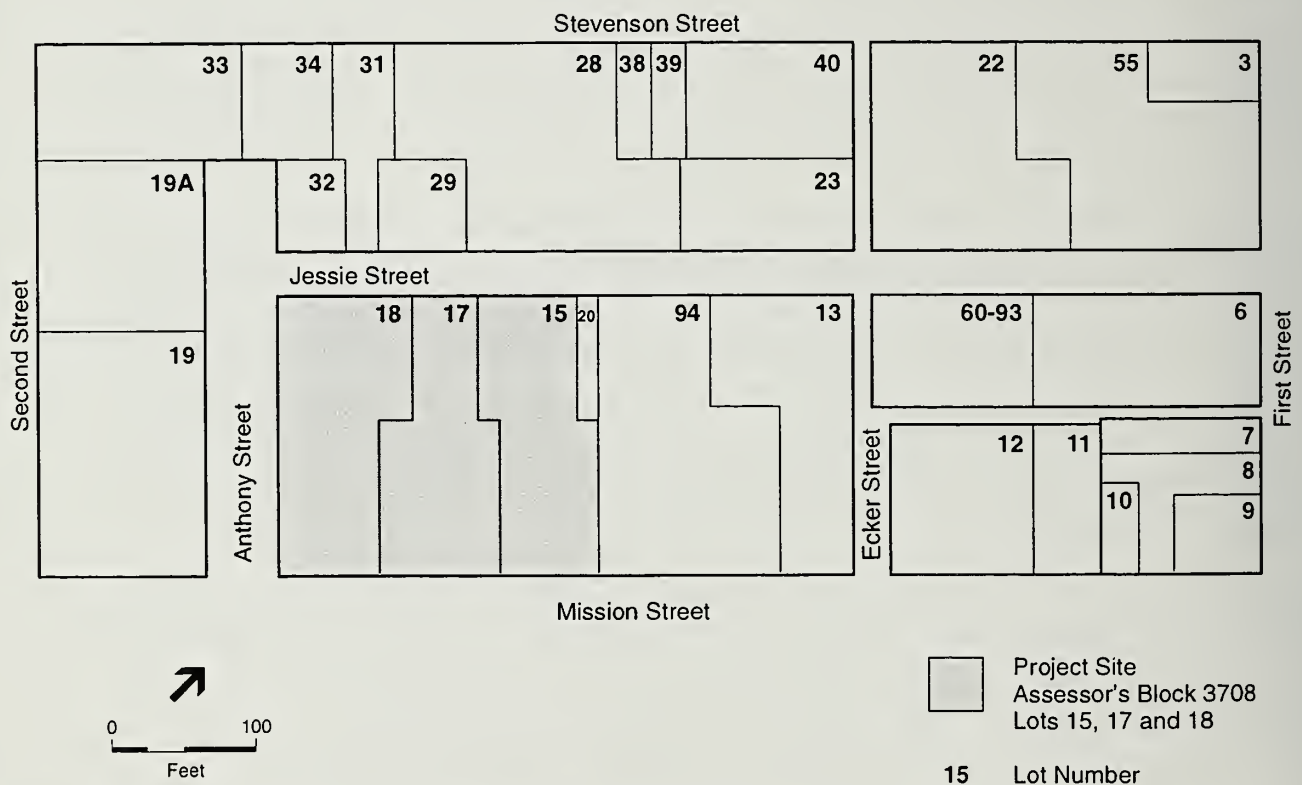 Stevenson Street
33 34 31 28 38 39 40 22 55 3
19A 32 29 23
Second Street
Jessie Street
18 17 15 20 94 13 60-93 6
First Street
19
Anthony Street
Ecker Street
12 11 7
8
10 9
Mission Street
0 100
Feet
Project Site
Assessor's Block 3708
Lots 15, 17 and 18
15 Lot Number